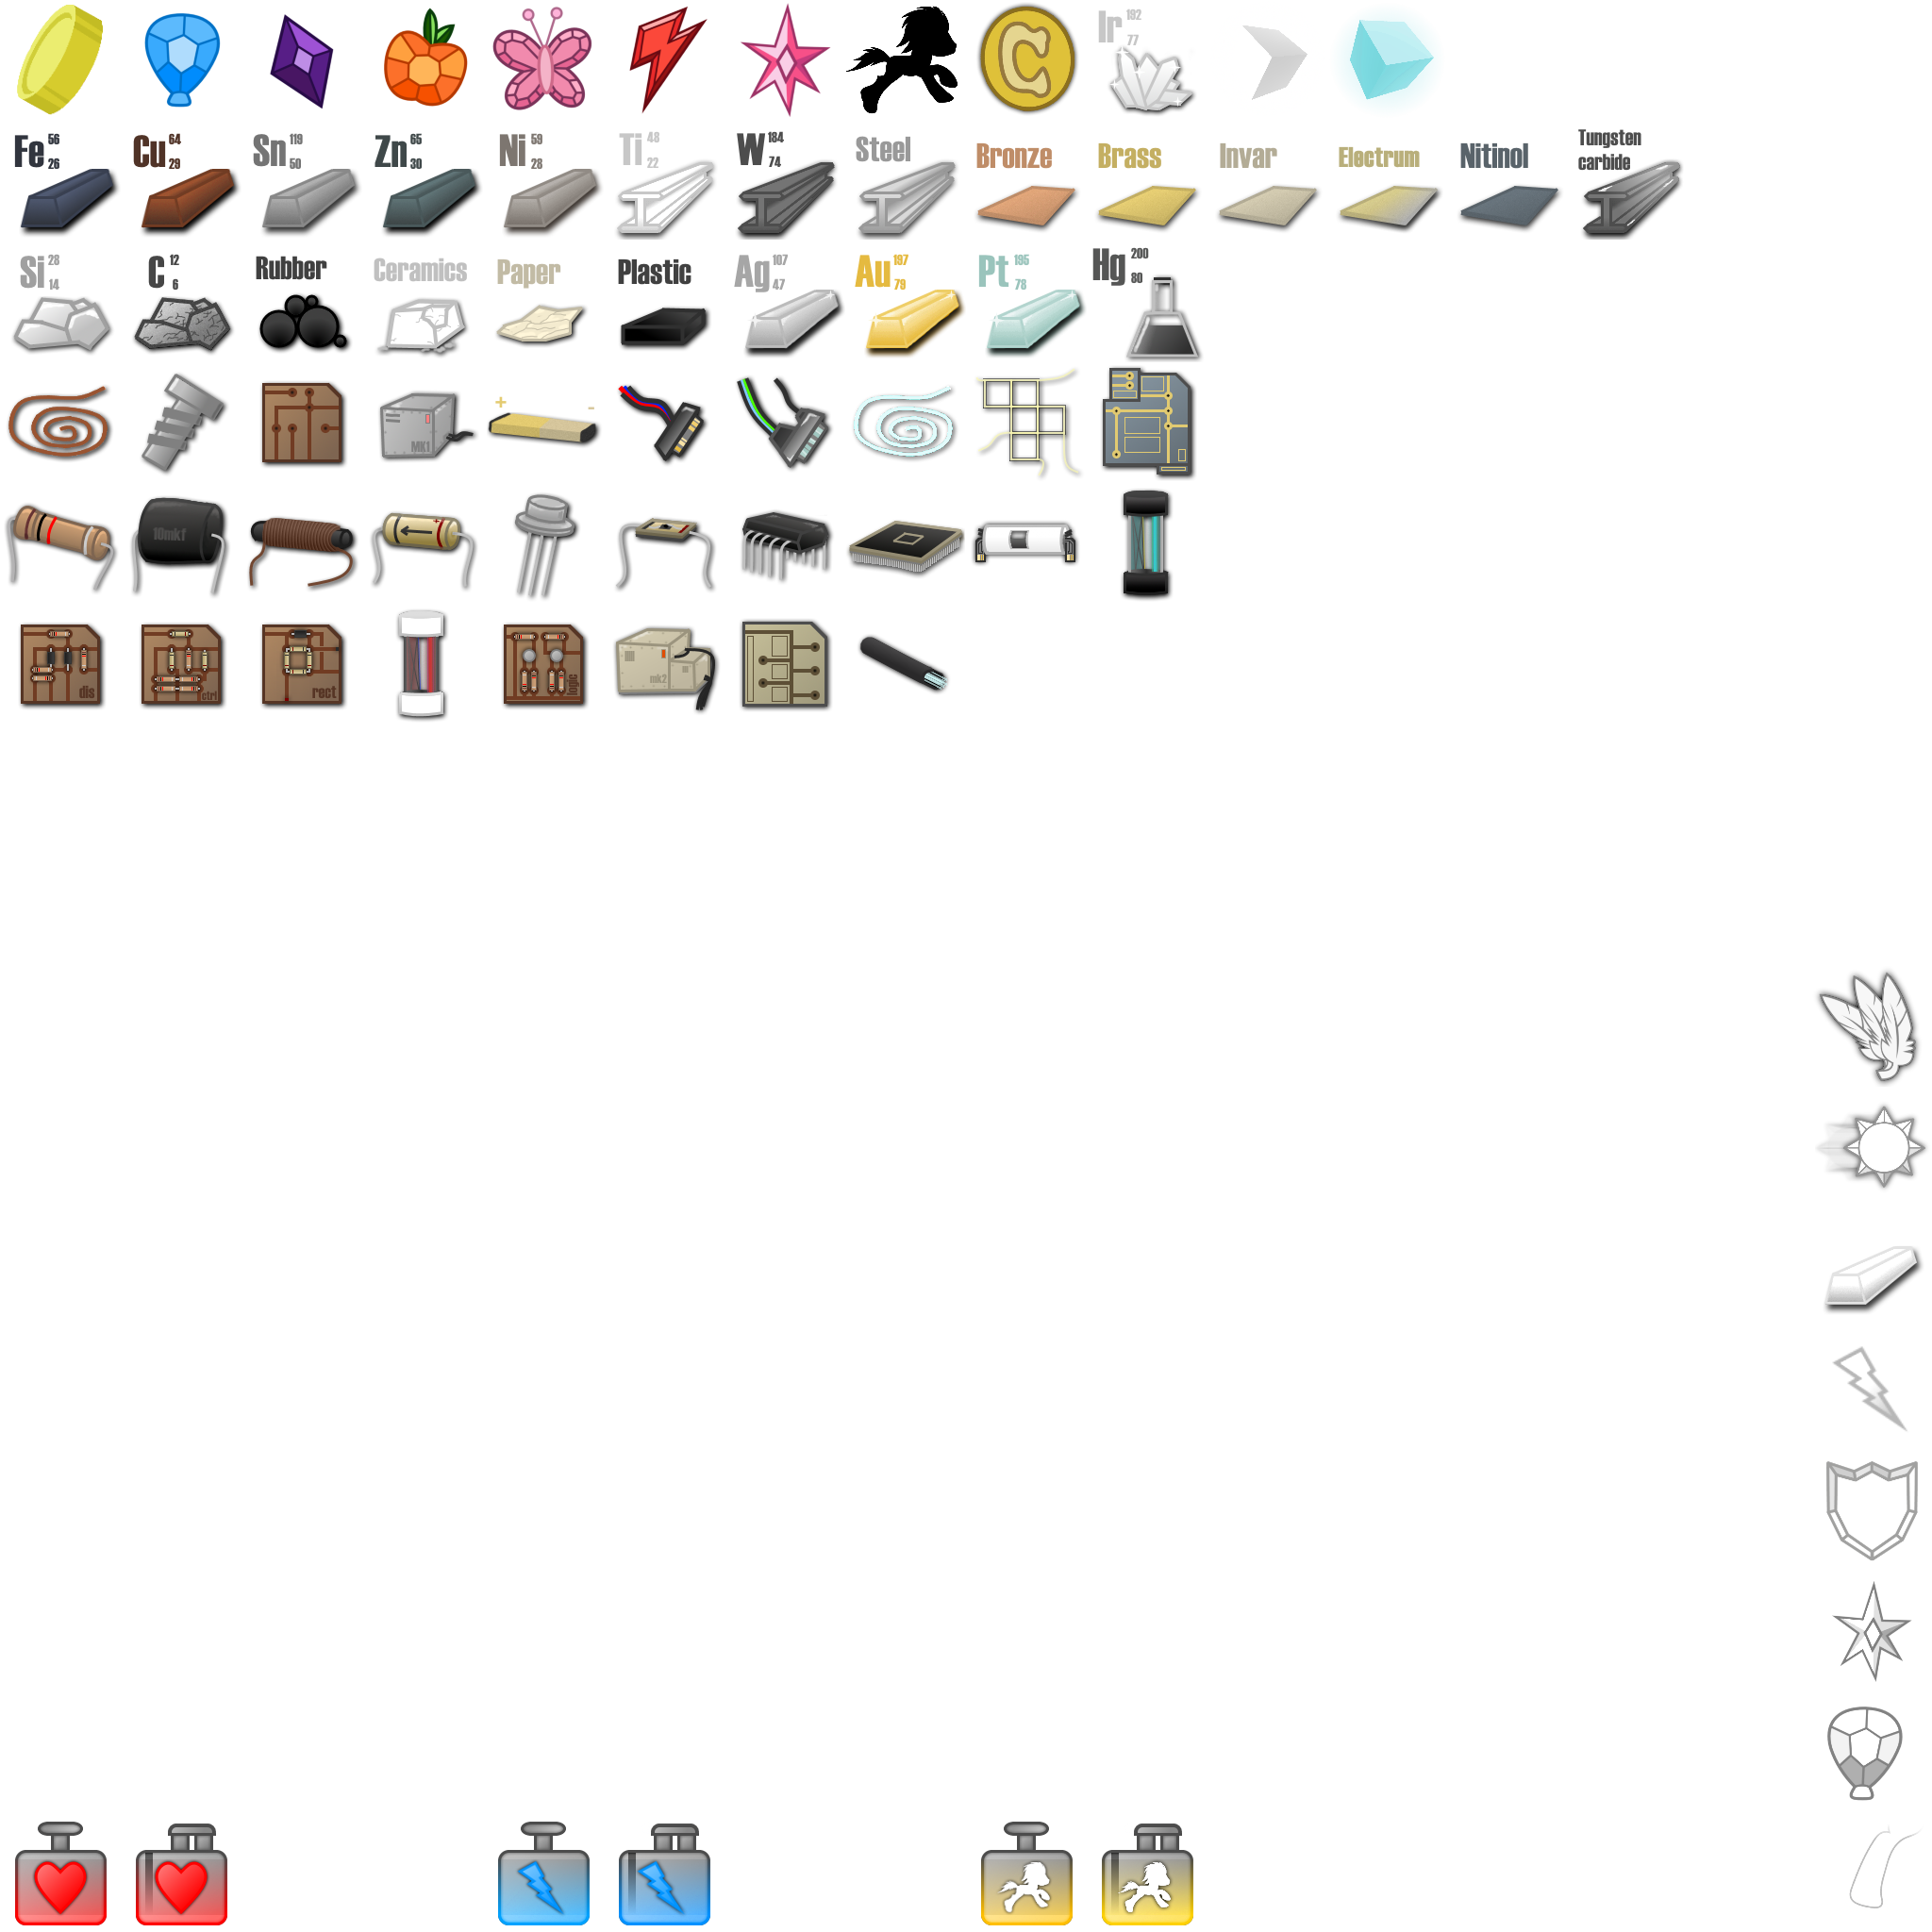 C
Ir 192 77
Fe 56 26
Cu 64 29
Sn 119 50
Zn 65 30
Ni 59 28
Ti 48 22
W 184 74
Steel
Bronze
Brass
Invar
Electrum
Nitinol
Tungsten
carbide
Si 28 14
C 12 6
Rubber
Ceramics
Paper
Plastic
Ag 107 47
Au 197 79
Pt 195 78
Hg 200 80
MK1
+ -
10mkf
dis
ctrl
rect
logic
mk2